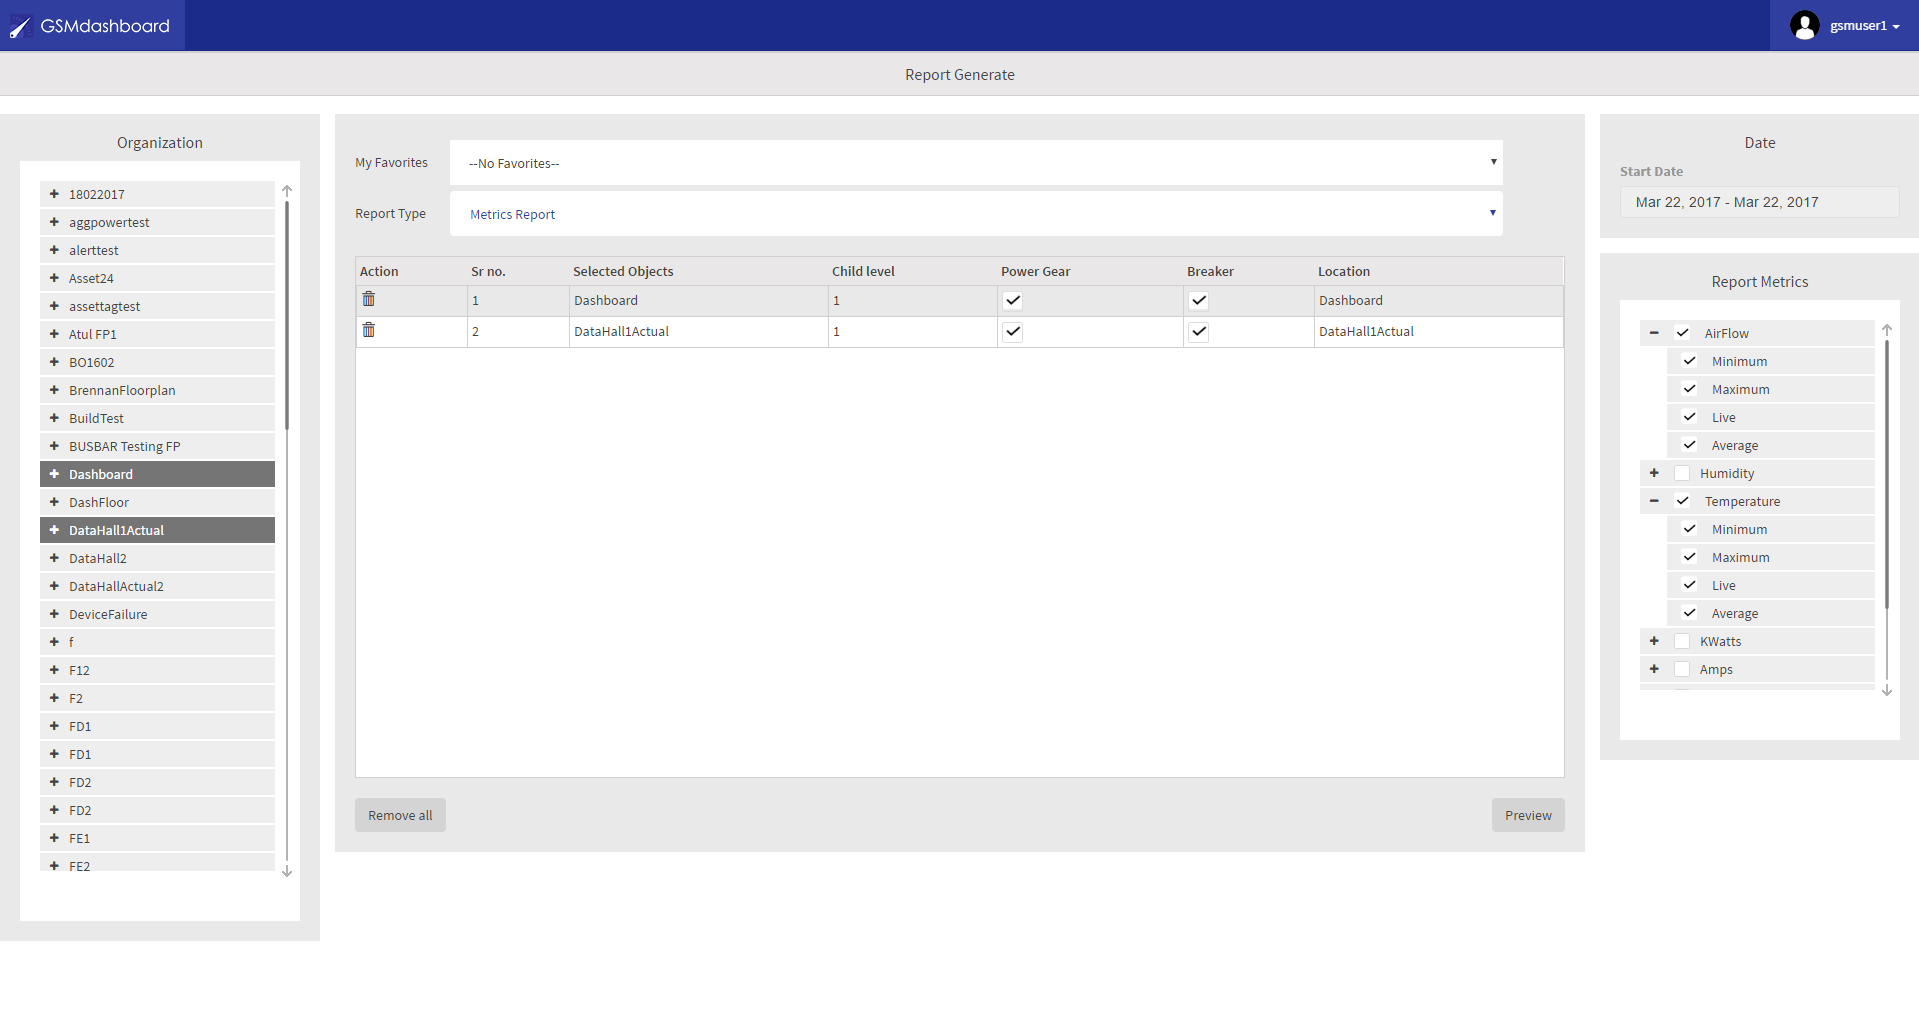 GSMdashboard
gsmuser1
Report Generate
Organization
18022017
aggpowertest
alerttest
Asset24
assettagtest
Atul FP1
BO1602
BrennanFloorplan
BuildTest
BUSBAR Testing FP
Dashboard
DashFloor
DataHall1Actual
DataHall2
DataHallActual2
DeviceFailure
f
F12
F2
FD1
FD1
FD2
FD2
FE1
FE2
My Favorites --No Favorites--
Report Type Metrics Report
Action Sr no. Selected Objects Child level Power Gear Breaker Location
1 Dashboard 1 Dashboard
2 DataHall1Actual 1 DataHall1Actual
Remove all Preview
Date
Start Date
Mar 22, 2017 - Mar 22, 2017
Report Metrics
AirFlow
Minimum
Maximum
Live
Average
Humidity
Temperature
Minimum
Maximum
Live
Average
KWatts
Amps